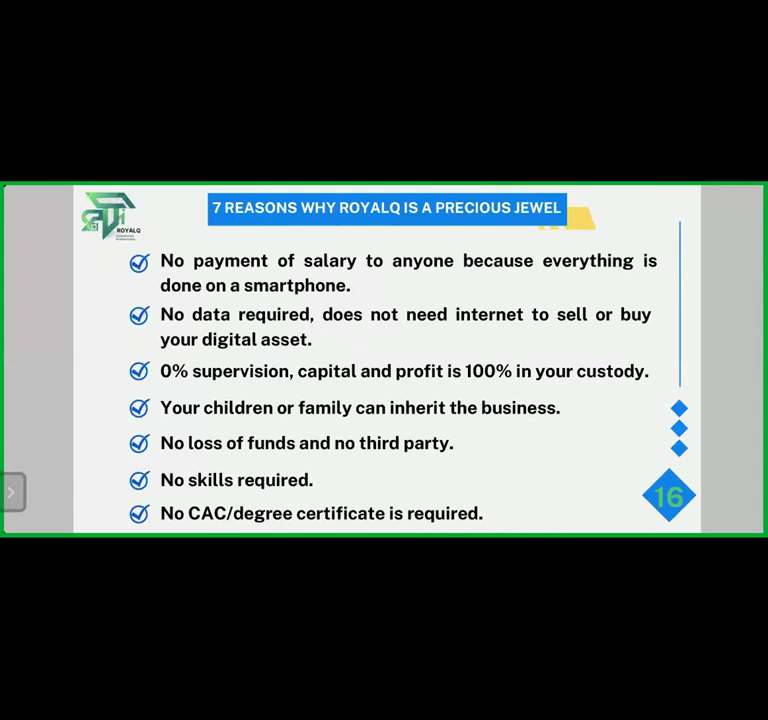 7 REASONS WHY ROYALQ IS A PRECIOUS JEWEL
ROYALQ
No payment of salary to anyone because everything is
done on a smartphone.
No data required, does not need internet to sell or buy
your digital asset.
0% supervision, capital and profit is 100% in your custody.
Your children or family can inherit the business.
No loss of funds and no third party.
No skills required.
No CAC/degree certificate is required.
16